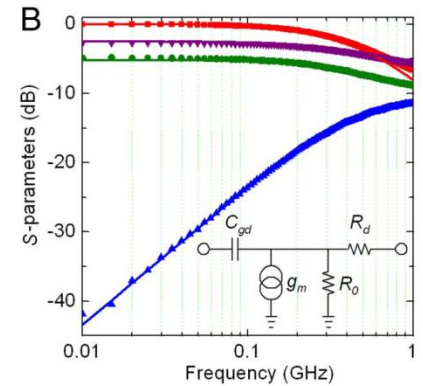 B
0
-10
-20
-30
-40
S-parameters (dB)
C_gd
R_d
g_m
R_0
0.01
0.1
1
Frequency (GHz)